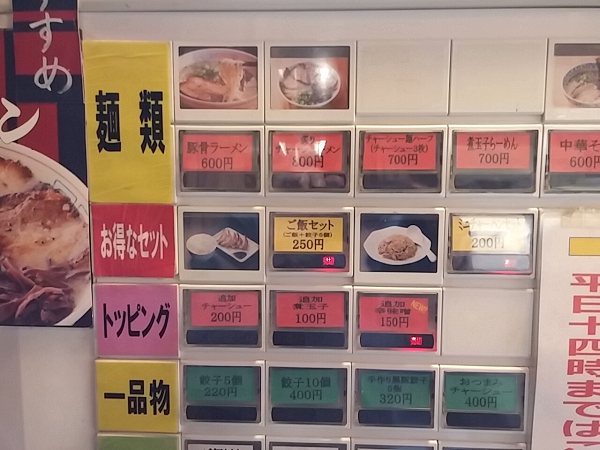 すすめ
ン
麺類
豚骨ラーメン
600円
チャーシューメン
800円
チャーシュー麺ハーフ
(チャーシュー3枚)
700円
煮玉子らーめん
700円
中華そ
600円
お得なセット
ご飯セット
(ご飯+餃子5個)
250円
200円
トッピング
追加
チャーシュー
200円
追加
煮玉子
100円
追加
辛味噌
150円
NEW
一品物
餃子5個
220円
餃子10個
400円
手作り黒豚餃子
5個
320円
おつまみ
チャーシュー
400円
平日十四時までは